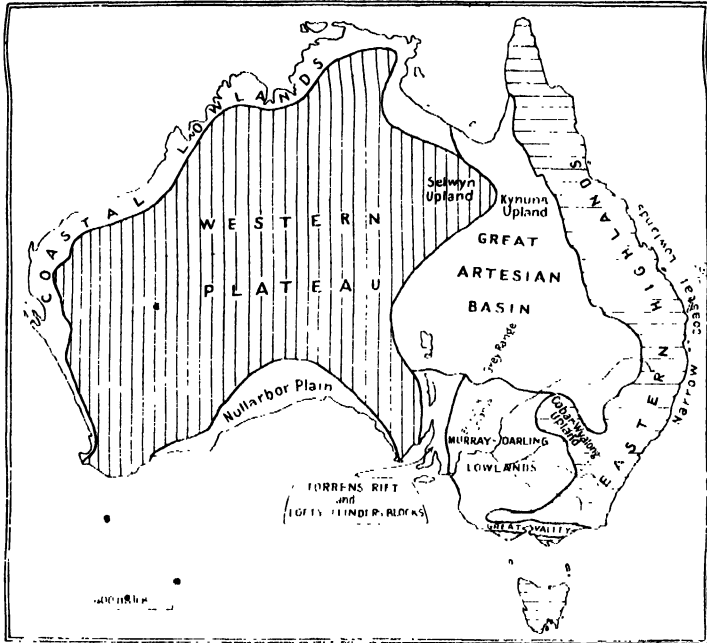 COASTAL LOWLANDS
WESTERN
PLATEAU
Selwyn
Upland
Kynuna
Upland
GREAT
ARTESIAN
BASIN
Grey Range
EASTERN HIGHLANDS
Narrow Coastal Lowlands
Nullarbor Plain
Cobar-Wyalong
Upland
MURRAY-DARLING
LOWLANDS
TORRENS RIFT
and
LOFTY-FLINDERS BLOCKS
GREAT VALLEY